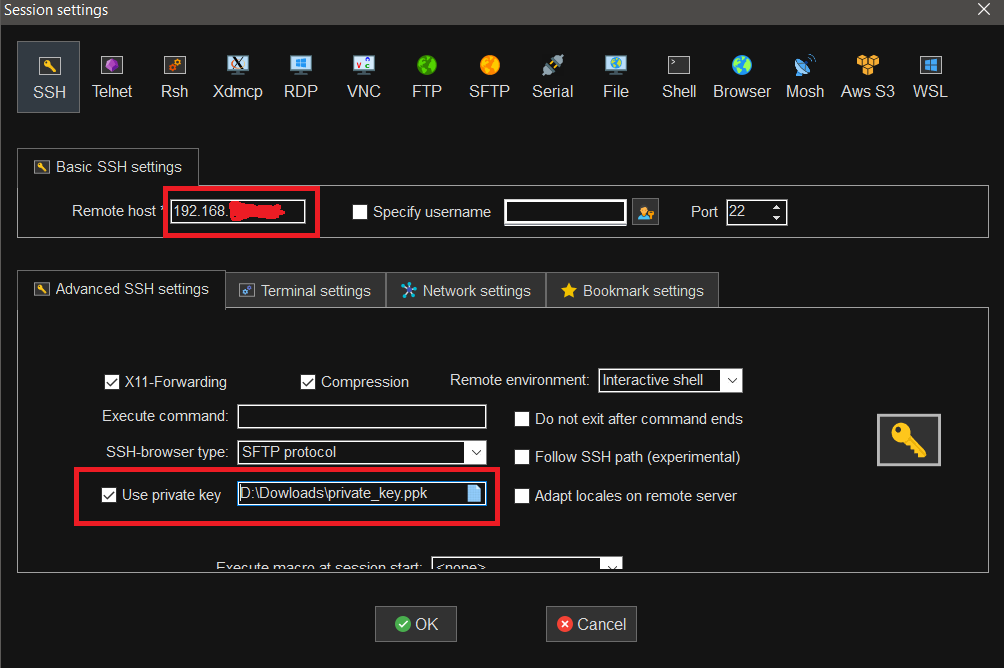 Session settings
SSH Telnet Rsh Xdmcp RDP VNC FTP SFTP Serial File Shell Browser Mosh Aws S3 WSL
Basic SSH settings
Remote host * 192.168. Specify username Port 22
Advanced SSH settings Terminal settings Network settings Bookmark settings
X11-Forwarding Compression Remote environment: Interactive shell
Execute command: Do not exit after command ends
SSH-browser type: SFTP protocol Follow SSH path (experimental)
Use private key D:\Dowloads\private_key.ppk Adapt locales on remote server
Execute macro at session start: <none>
OK Cancel